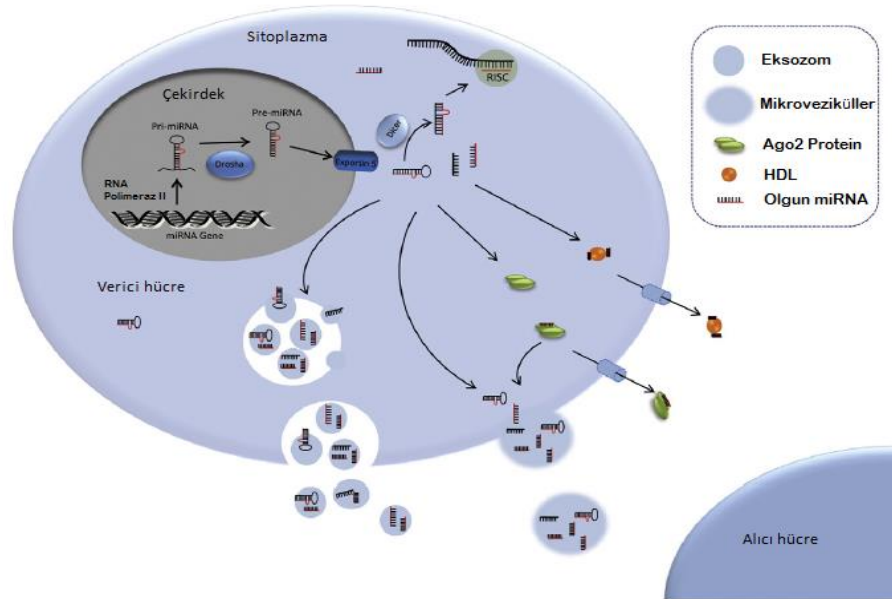 Sitoplazma
RISC
Çekirdek
Pri-miRNA
Pre-miRNA
Dicer
Drosha
Exportin 5
RNA
Polimeraz II
miRNA Gene
Verici hücre
Alıcı hücre
Eksozom
Mikroveziküller
Ago2 Protein
HDL
Olgun miRNA